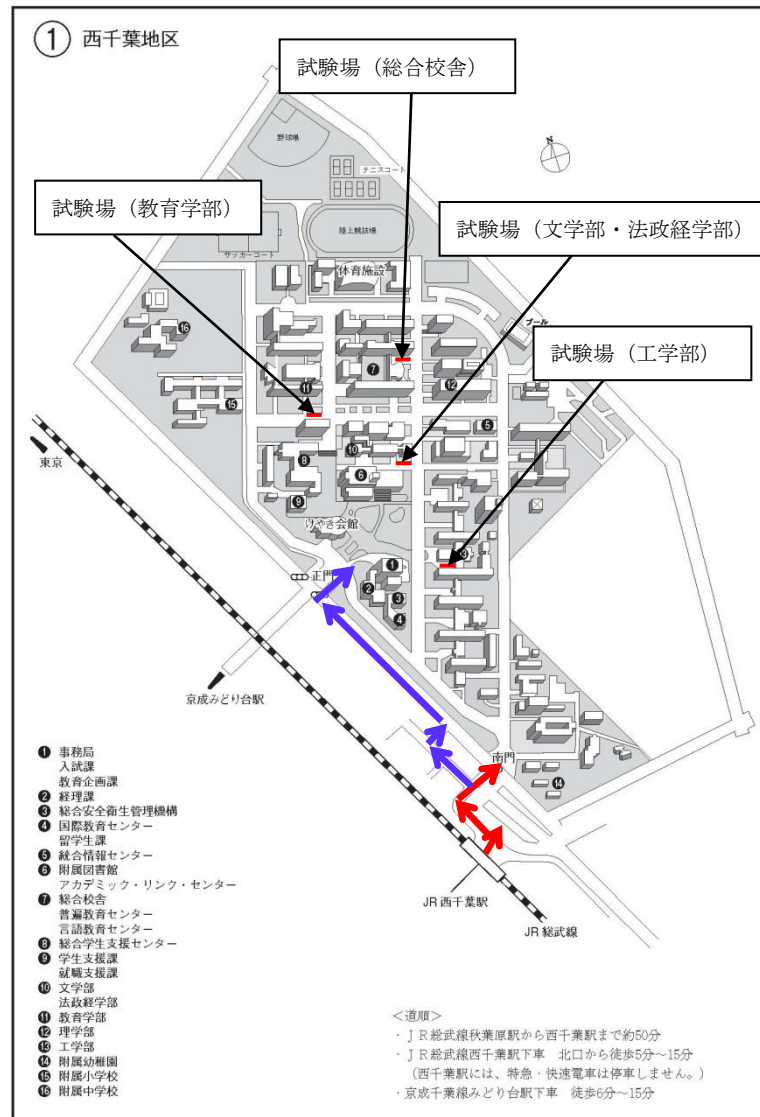 ① 西千葉地区
試験場（総合校舎）
N
野球場
テニスコート
試験場（教育学部）
陸上競技場
試験場（文学部・法政経学部）
サッカーコート
体育施設
プール
試験場（工学部）
⓰
❼
⓫
⓬
⓯
❺
東京
❿
❽
❻
❾
けやき会館
⓭
❶
正門
❷
❸
❹
京成みどり台駅
南門
⓮
❶ 事務局
入試課
教育企画課
❷ 経理課
❸ 総合安全衛生管理機構
❹ 国際教育センター
留学生課
❺ 統合情報センター
❻ 附属図書館
アカデミック・リンク・センター
❼ 総合校舎
普遍教育センター
言語教育センター
❽ 総合学生支援センター
❾ 学生支援課
就職支援課
❿ 文学部
法政経学部
⓫ 教育学部
⓬ 理学部
⓭ 工学部
⓮ 附属幼稚園
⓯ 附属小学校
⓰ 附属中学校
JR 西千葉駅
JR 総武線
＜道順＞
・ＪＲ総武線秋葉原駅から西千葉駅まで約50分
・ＪＲ総武線西千葉駅下車　北口から徒歩5分～15分
（西千葉駅には、特急・快速電車は停車しません。）
・京成千葉線みどり台駅下車　徒歩6分～15分